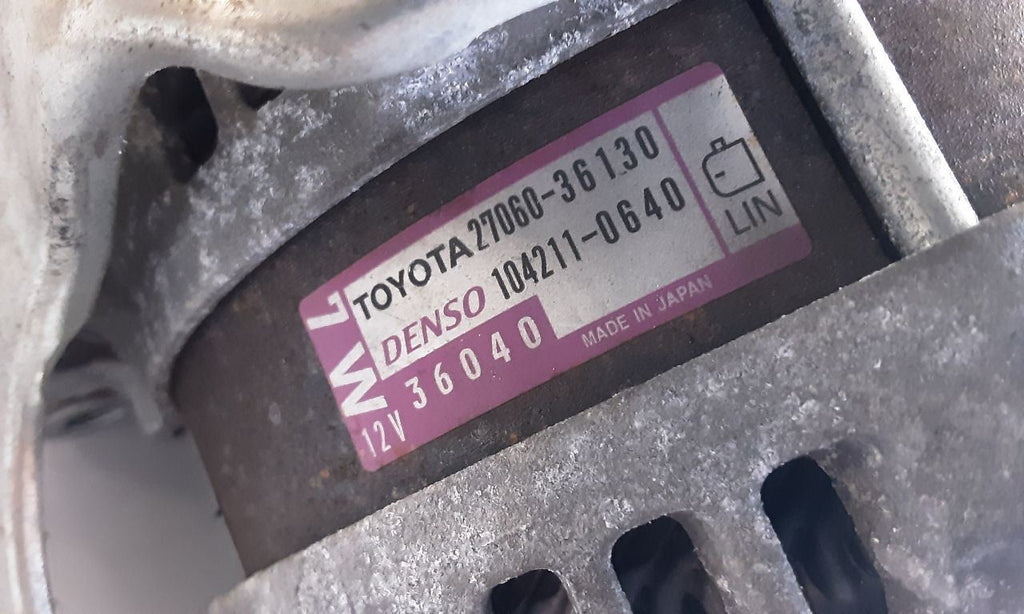 TOYOTA 27060-36130
DENSO 104211-0640
36040
12V
MADE IN JAPAN
LIN